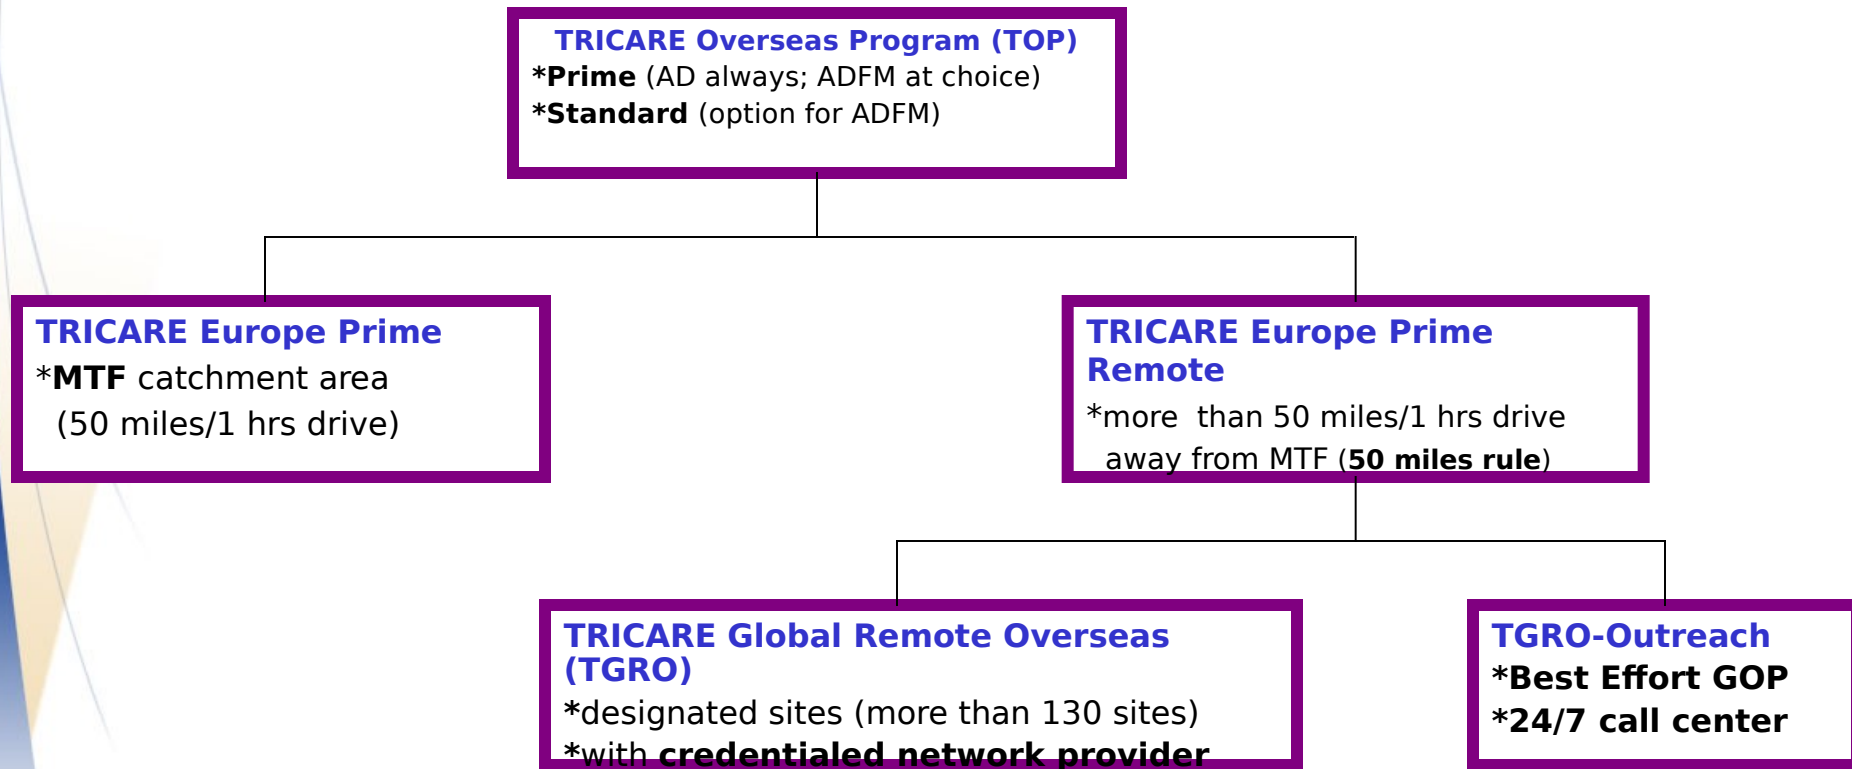 TRICARE Overseas Program (TOP)
*Prime (AD always; ADFM at choice)
*Standard (option for ADFM)
TRICARE Europe Prime
*MTF catchment area
(50 miles/1 hrs drive)
TRICARE Europe Prime
Remote
*more than 50 miles/1 hrs drive
away from MTF (50 miles rule)
TRICARE Global Remote Overseas
(TGRO)
*designated sites (more than 130 sites)
*with credentialed network provider
TGRO-Outreach
*Best Effort GOP
*24/7 call center